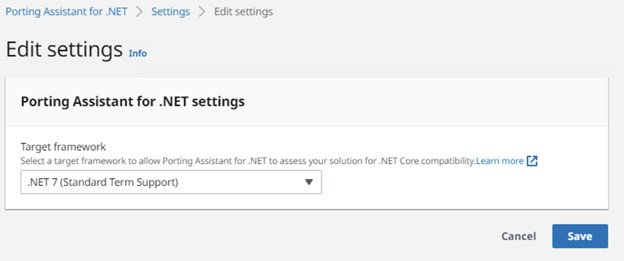 Porting Assistant for .NET > Settings > Edit settings
Edit settings Info
Porting Assistant for .NET settings
Target framework
Select a target framework to allow Porting Assistant for .NET to assess your solution for .NET Core compatibility.Learn more
.NET 7 (Standard Term Support)
Cancel Save